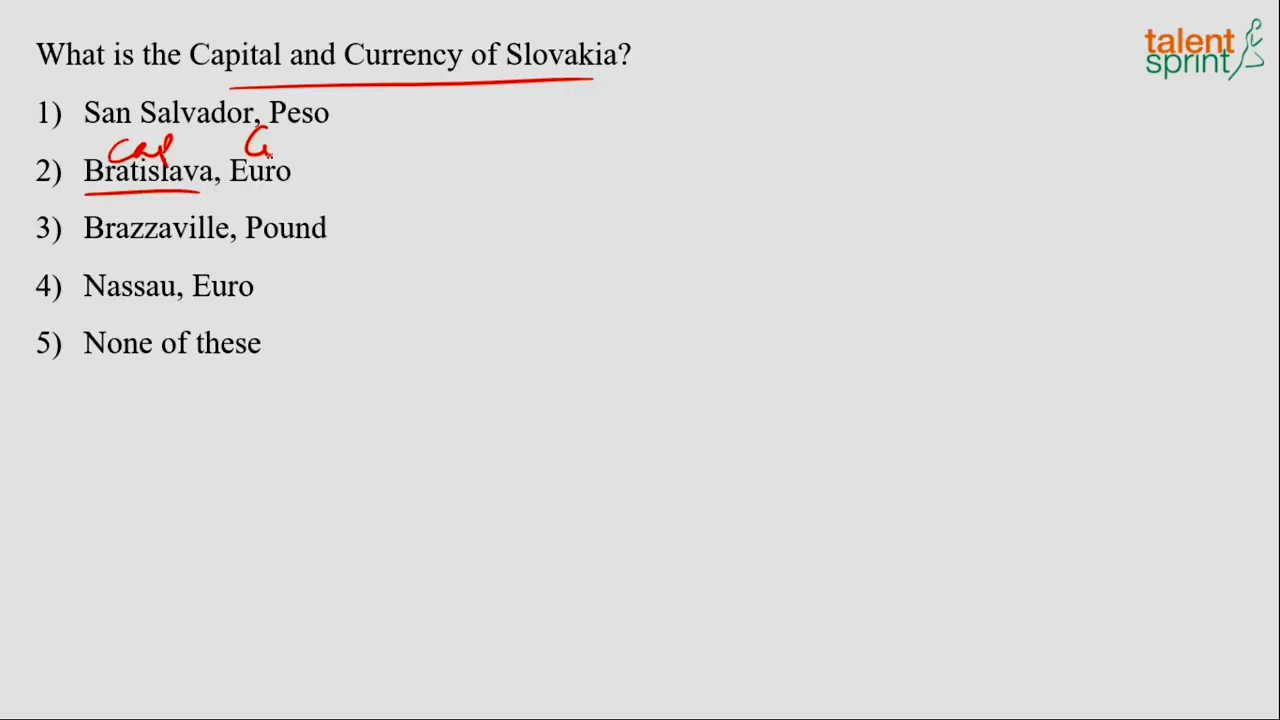 What is the Capital and Currency of Slovakia?
talent
sprint
1) San Salvador, Peso
cap
2) Bratislava, Euro
3) Brazzaville, Pound
4) Nassau, Euro
5) None of these